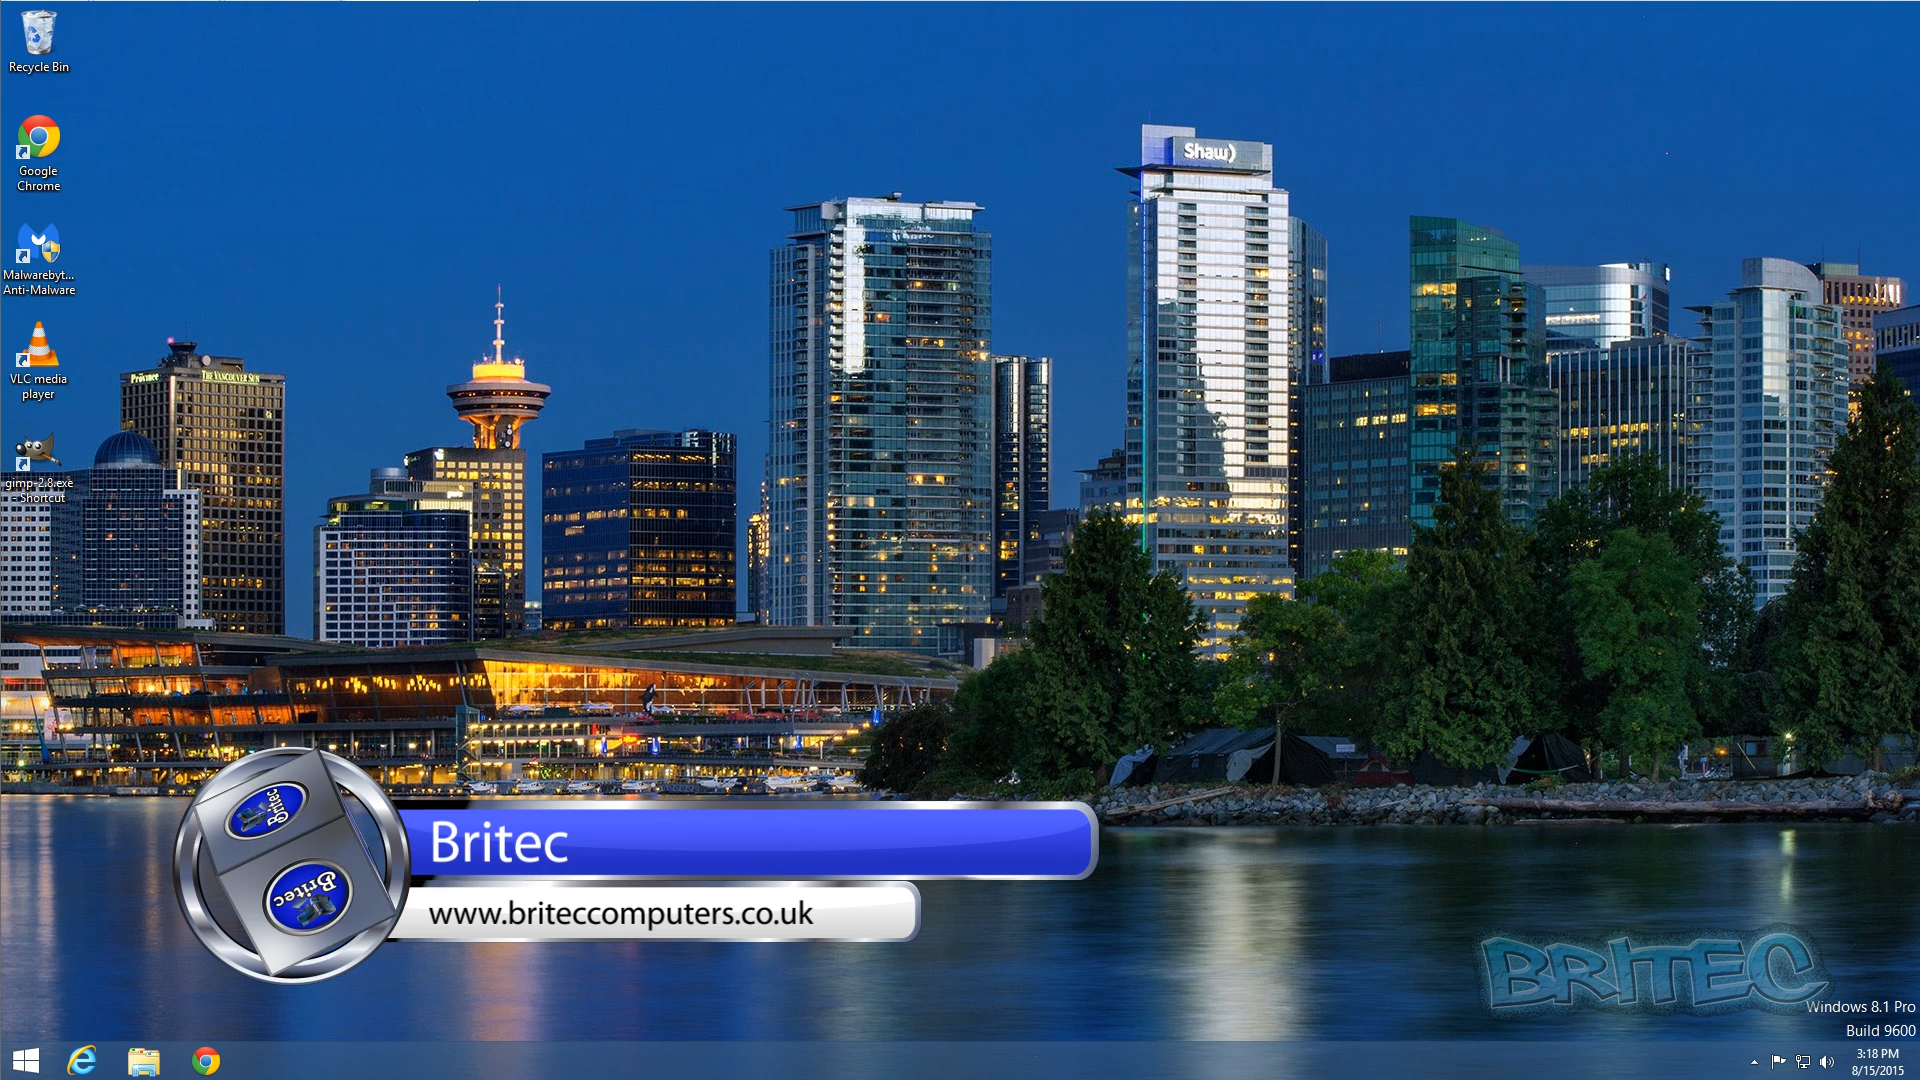 Recycle Bin
Google
Chrome
Malwarebyt...
Anti-Malware
VLC media
player
gimp-2.8.exe
- Shortcut
Province
THE VANCOUVER SUN
Shaw)
Britec
Britec
Britec
www.briteccomputers.co.uk
BRITEC
Windows 8.1 Pro
Build 9600
3:18 PM
8/15/2015